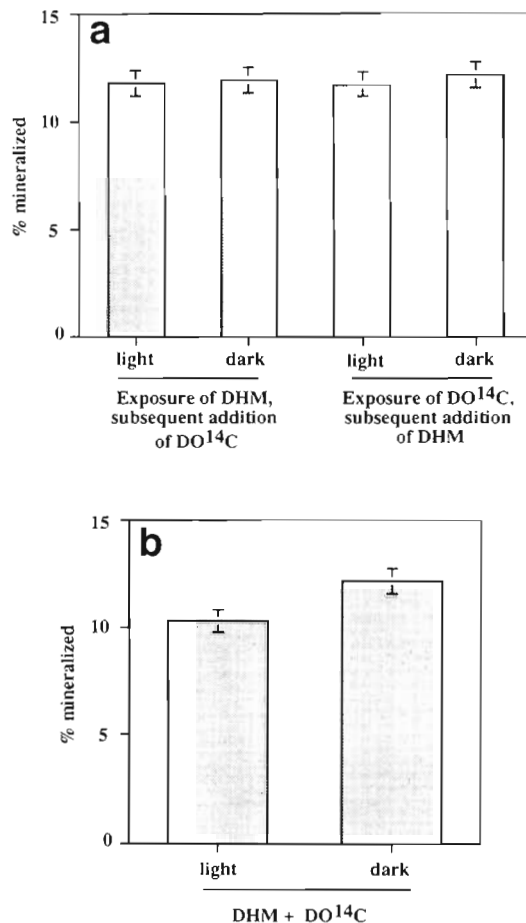 a
15
10
5
0
% mineralized
light dark light dark
Exposure of DHM,
subsequent addition
of DO¹⁴C
Exposure of DO¹⁴C,
subsequent addition
of DHM
b
15
10
5
0
% mineralized
light dark
DHM + DO¹⁴C